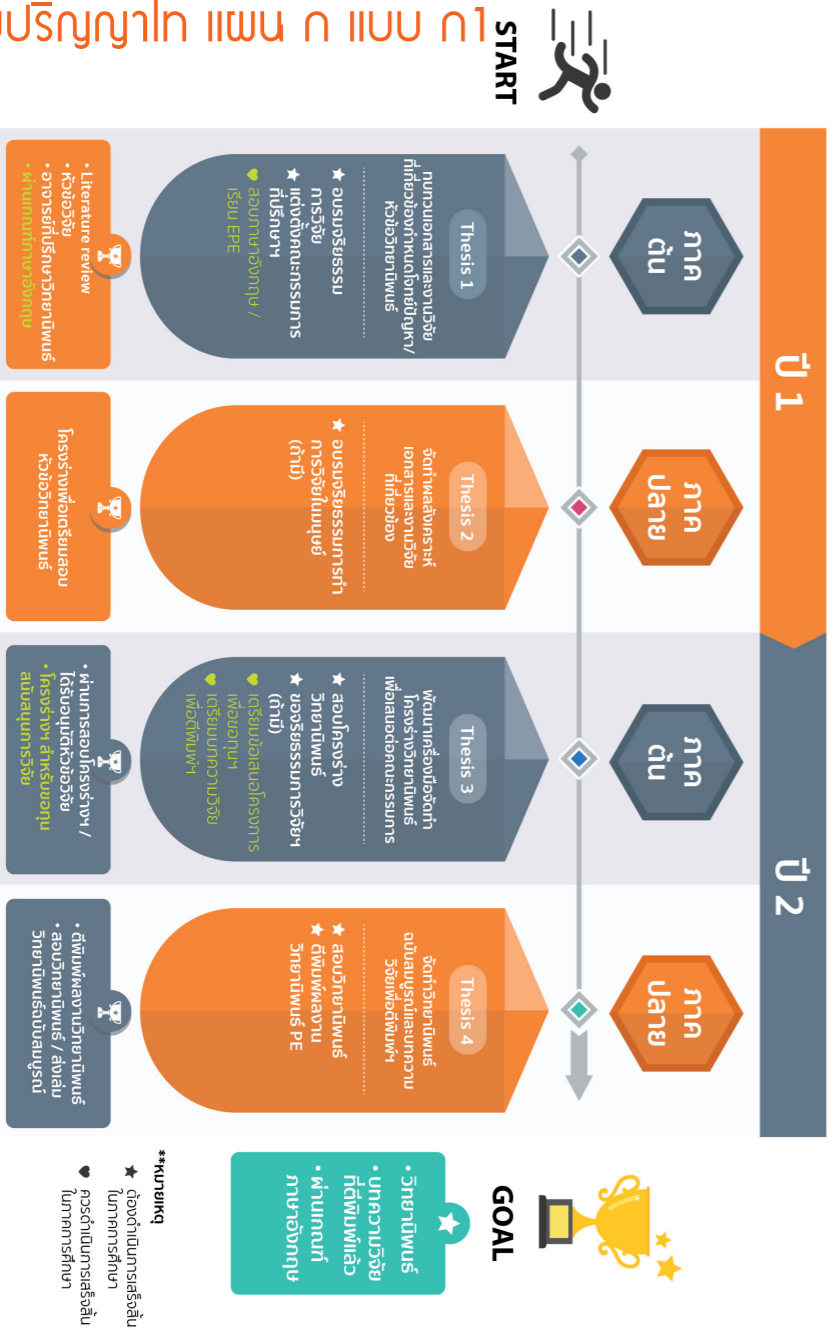 ปริญญาโท แผน ก แบบ ก1
START
ปี 1
ปี 2
ภาค
ต้น
ภาค
ปลาย
ภาค
ต้น
ภาค
ปลาย
Thesis 1
ทบทวนเอกสารและงานวิจัย
ที่เกี่ยวข้องกำหนดโจทย์ปัญหา/
หัวข้อวิทยานิพนธ์
★ อบรมจริยธรรม
การวิจัย
★ แต่งตั้งคณะกรรมการ
ที่ปรึกษาฯ
♥ สอบภาษาอังกฤษ /
เรียน EPE
• Literature review
• หัวข้อวิจัย
• อาจารย์ที่ปรึกษาวิทยานิพนธ์
• ผ่านเกณฑ์ภาษาอังกฤษ
Thesis 2
จัดทำผลสังเคราะห์
เอกสารและงานวิจัย
ที่เกี่ยวข้อง
★ อบรมจริยธรรมการทำ
การวิจัยในมนุษย์
(ถ้ามี)
โครงร่างเพื่อเตรียมสอบ
หัวข้อวิทยานิพนธ์
Thesis 3
พัฒนาเครื่องมือจัดทำ
โครงร่างวิทยานิพนธ์
เพื่อเสนอต่อคณะกรรมการ
★ สอบโครงร่าง
วิทยานิพนธ์
★ ขอจริยธรรมการวิจัยฯ
(ถ้ามี)
♥ เตรียมข้อเสนอโครงการ
เพื่อขอทุนฯ
♥ เตรียมบทความวิจัย
เพื่อตีพิมพ์ฯ
• ผ่านการสอบโครงร่างฯ /
ได้รับอนุมัติหัวข้อวิจัย
• โครงร่างฯ สำหรับขอทุน
สนับสนุนการวิจัย
Thesis 4
จัดทำวิทยานิพนธ์
ฉบับสมบูรณ์และบทความ
วิจัยเพื่อตีพิมพ์ฯ
★ สอบวิทยานิพนธ์
★ ตีพิมพ์ผลงาน
วิทยานิพนธ์ PE
• ตีพิมพ์ผลงานวิทยานิพนธ์
• สอบวิทยานิพนธ์ / ส่งเล่ม
วิทยานิพนธ์ฉบับสมบูรณ์
GOAL
• วิทยานิพนธ์
• บทความวิจัย
ที่ตีพิมพ์แล้ว
• ผ่านเกณฑ์
ภาษาอังกฤษ
**หมายเหตุ
★ ต้องดำเนินการเสร็จสิ้น
ในภาคการศึกษา
♥ ควรดำเนินการเสร็จสิ้น
ในภาคการศึกษา